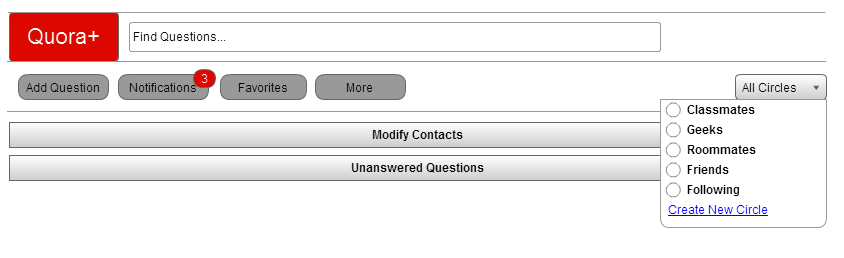 Quora+
Find Questions...
Add Question
Notifications
3
Favorites
More
All Circles
Classmates
Geeks
Roommates
Friends
Following
Create New Circle
Modify Contacts
Unanswered Questions